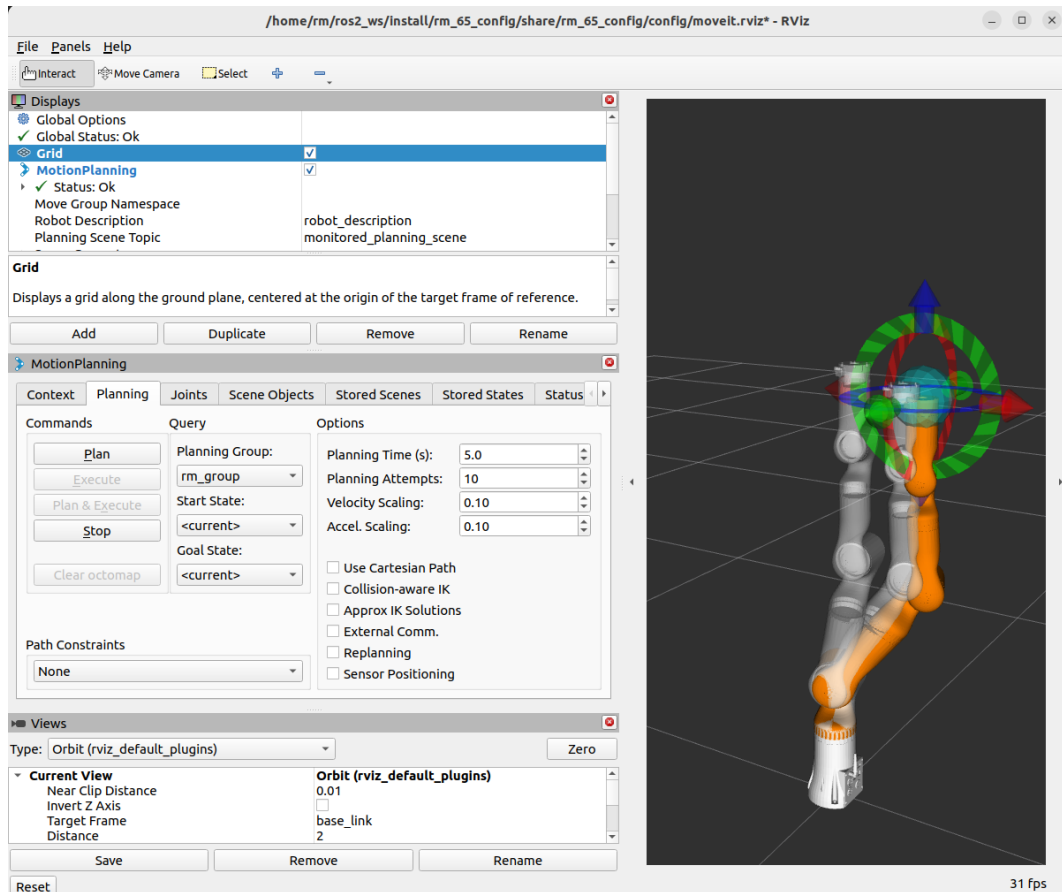 /home/rm/ros2_ws/install/rm_65_config/share/rm_65_config/config/moveit.rviz* - RViz
File Panels Help
Interact Move Camera Select
Displays
Global Options
Global Status: Ok
Grid
MotionPlanning
Status: Ok
Move Group Namespace
Robot Description robot_description
Planning Scene Topic monitored_planning_scene
Grid
Displays a grid along the ground plane, centered at the origin of the target frame of reference.
Add Duplicate Remove Rename
MotionPlanning
Context Planning Joints Scene Objects Stored Scenes Stored States Status
Commands Query Options
Plan Planning Group: Planning Time (s): 5.0
Execute rm_group Planning Attempts: 10
Plan & Execute Start State: Velocity Scaling: 0.10
Stop <current> Accel. Scaling: 0.10
Goal State:
Clear octomap <current> Use Cartesian Path
Collision-aware IK
Approx IK Solutions
External Comm.
Path Constraints Replanning
None Sensor Positioning
Views
Type: Orbit (rviz_default_plugins) Zero
Current View Orbit (rviz_default_plugins)
Near Clip Distance 0.01
Invert Z Axis
Target Frame base_link
Distance 2
Save Remove Rename
Reset 31 fps